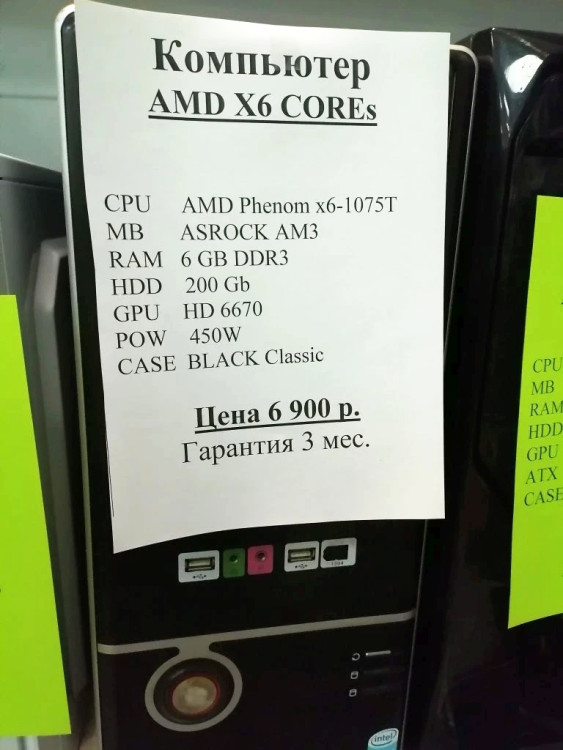 Компьютер
AMD X6 COREs
CPU AMD Phenom x6-1075T
MB ASROCK AM3
RAM 6 GB DDR3
HDD 200 Gb
GPU HD 6670
POW 450W
CASE BLACK Classic
Цена 6 900 р.
Гарантия 3 мес.
CPU
MB
RAM
HDD
GPU
ATX
CASE
1394
intel